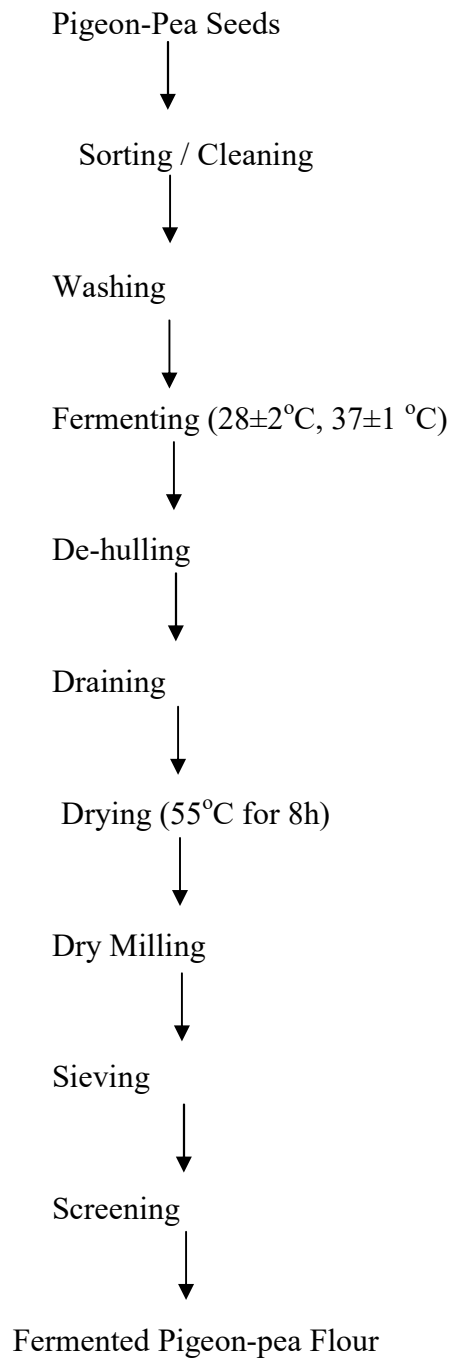 Pigeon-Pea Seeds
Sorting / Cleaning
Washing
Fermenting (28±2°C, 37±1 °C)
De-hulling
Draining
Drying (55°C for 8h)
Dry Milling
Sieving
Screening
Fermented Pigeon-pea Flour